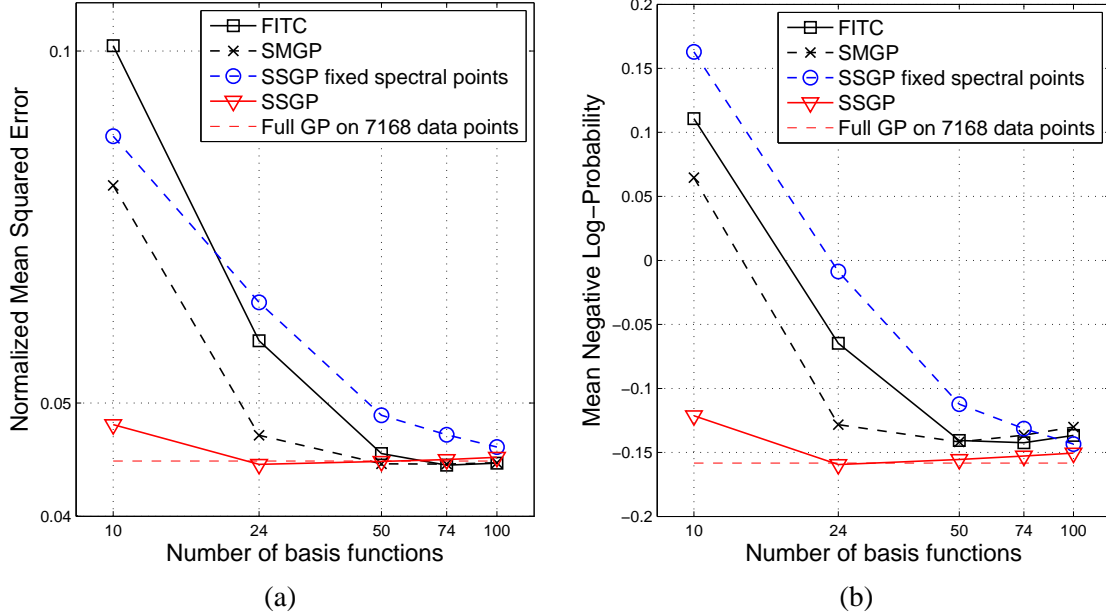 FITC
SMGP
SSGP fixed spectral points
SSGP
Full GP on 7168 data points
0.1
0.05
0.04
Normalized Mean Squared Error
10
24
50
74
100
Number of basis functions
(a)
FITC
SMGP
SSGP fixed spectral points
SSGP
Full GP on 7168 data points
0.2
0.15
0.1
0.05
0
−0.05
−0.1
−0.15
−0.2
Mean Negative Log−Probability
10
24
50
74
100
Number of basis functions
(b)